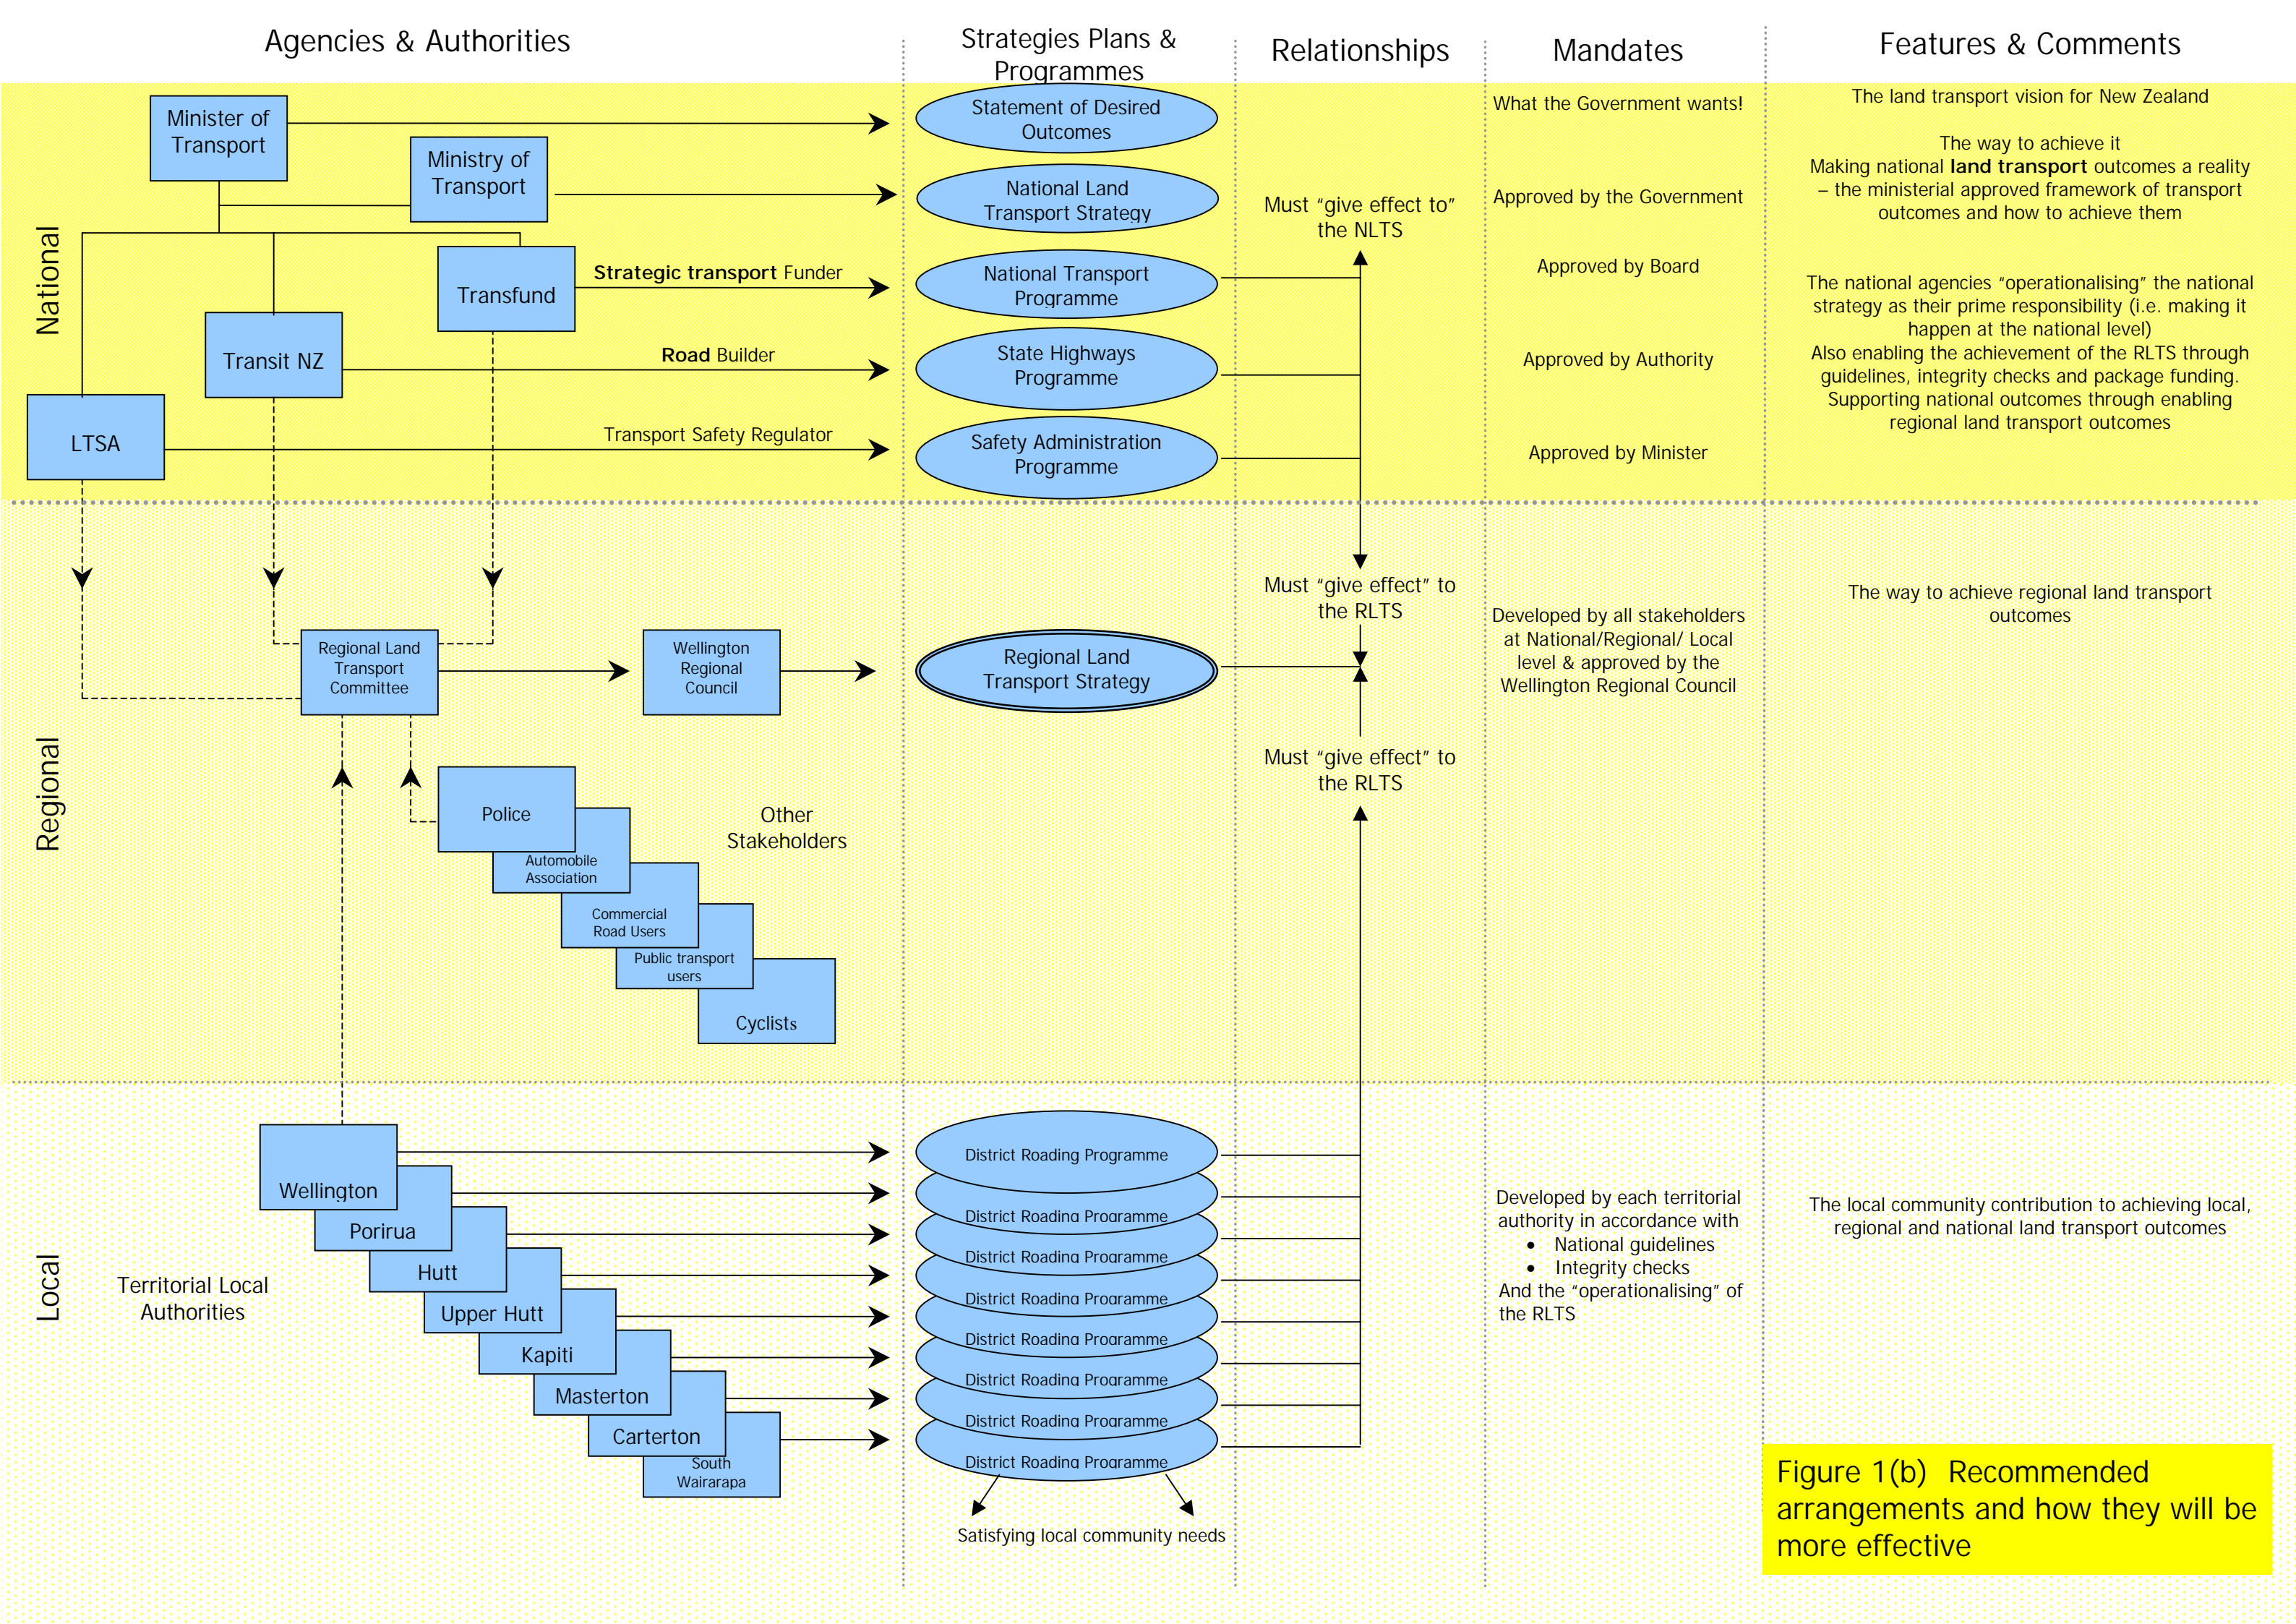 Agencies & Authorities
Strategies Plans &
Programmes
Relationships
Mandates
Features & Comments
National
Minister of
Transport
Ministry of
Transport
Transfund
Transit NZ
LTSA
Strategic transport Funder
Road Builder
Transport Safety Regulator
Statement of Desired
Outcomes
National Land
Transport Strategy
National Transport
Programme
State Highways
Programme
Safety Administration
Programme
Must “give effect to”
the NLTS
What the Government wants!
Approved by the Government
Approved by Board
Approved by Authority
Approved by Minister
The land transport vision for New Zealand
The way to achieve it
Making national land transport outcomes a reality
– the ministerial approved framework of transport
outcomes and how to achieve them
The national agencies “operationalising” the national
strategy as their prime responsibility (i.e. making it
happen at the national level)
Also enabling the achievement of the RLTS through
guidelines, integrity checks and package funding.
Supporting national outcomes through enabling
regional land transport outcomes
Regional
Regional Land
Transport
Committee
Wellington
Regional
Council
Police
Automobile
Association
Commercial
Road Users
Public transport
users
Cyclists
Other
Stakeholders
Regional Land
Transport Strategy
Must “give effect” to
the RLTS
Must “give effect” to
the RLTS
Developed by all stakeholders
at National/Regional/ Local
level & approved by the
Wellington Regional Council
The way to achieve regional land transport
outcomes
Local
Territorial Local
Authorities
Wellington
Porirua
Hutt
Upper Hutt
Kapiti
Masterton
Carterton
South
Wairarapa
District Roading Programme
District Roading Programme
District Roading Programme
District Roading Programme
District Roading Programme
District Roading Programme
District Roading Programme
District Roading Programme
Satisfying local community needs
Developed by each territorial
authority in accordance with
• National guidelines
• Integrity checks
And the “operationalising” of
the RLTS
The local community contribution to achieving local,
regional and national land transport outcomes
Figure 1(b) Recommended
arrangements and how they will be
more effective